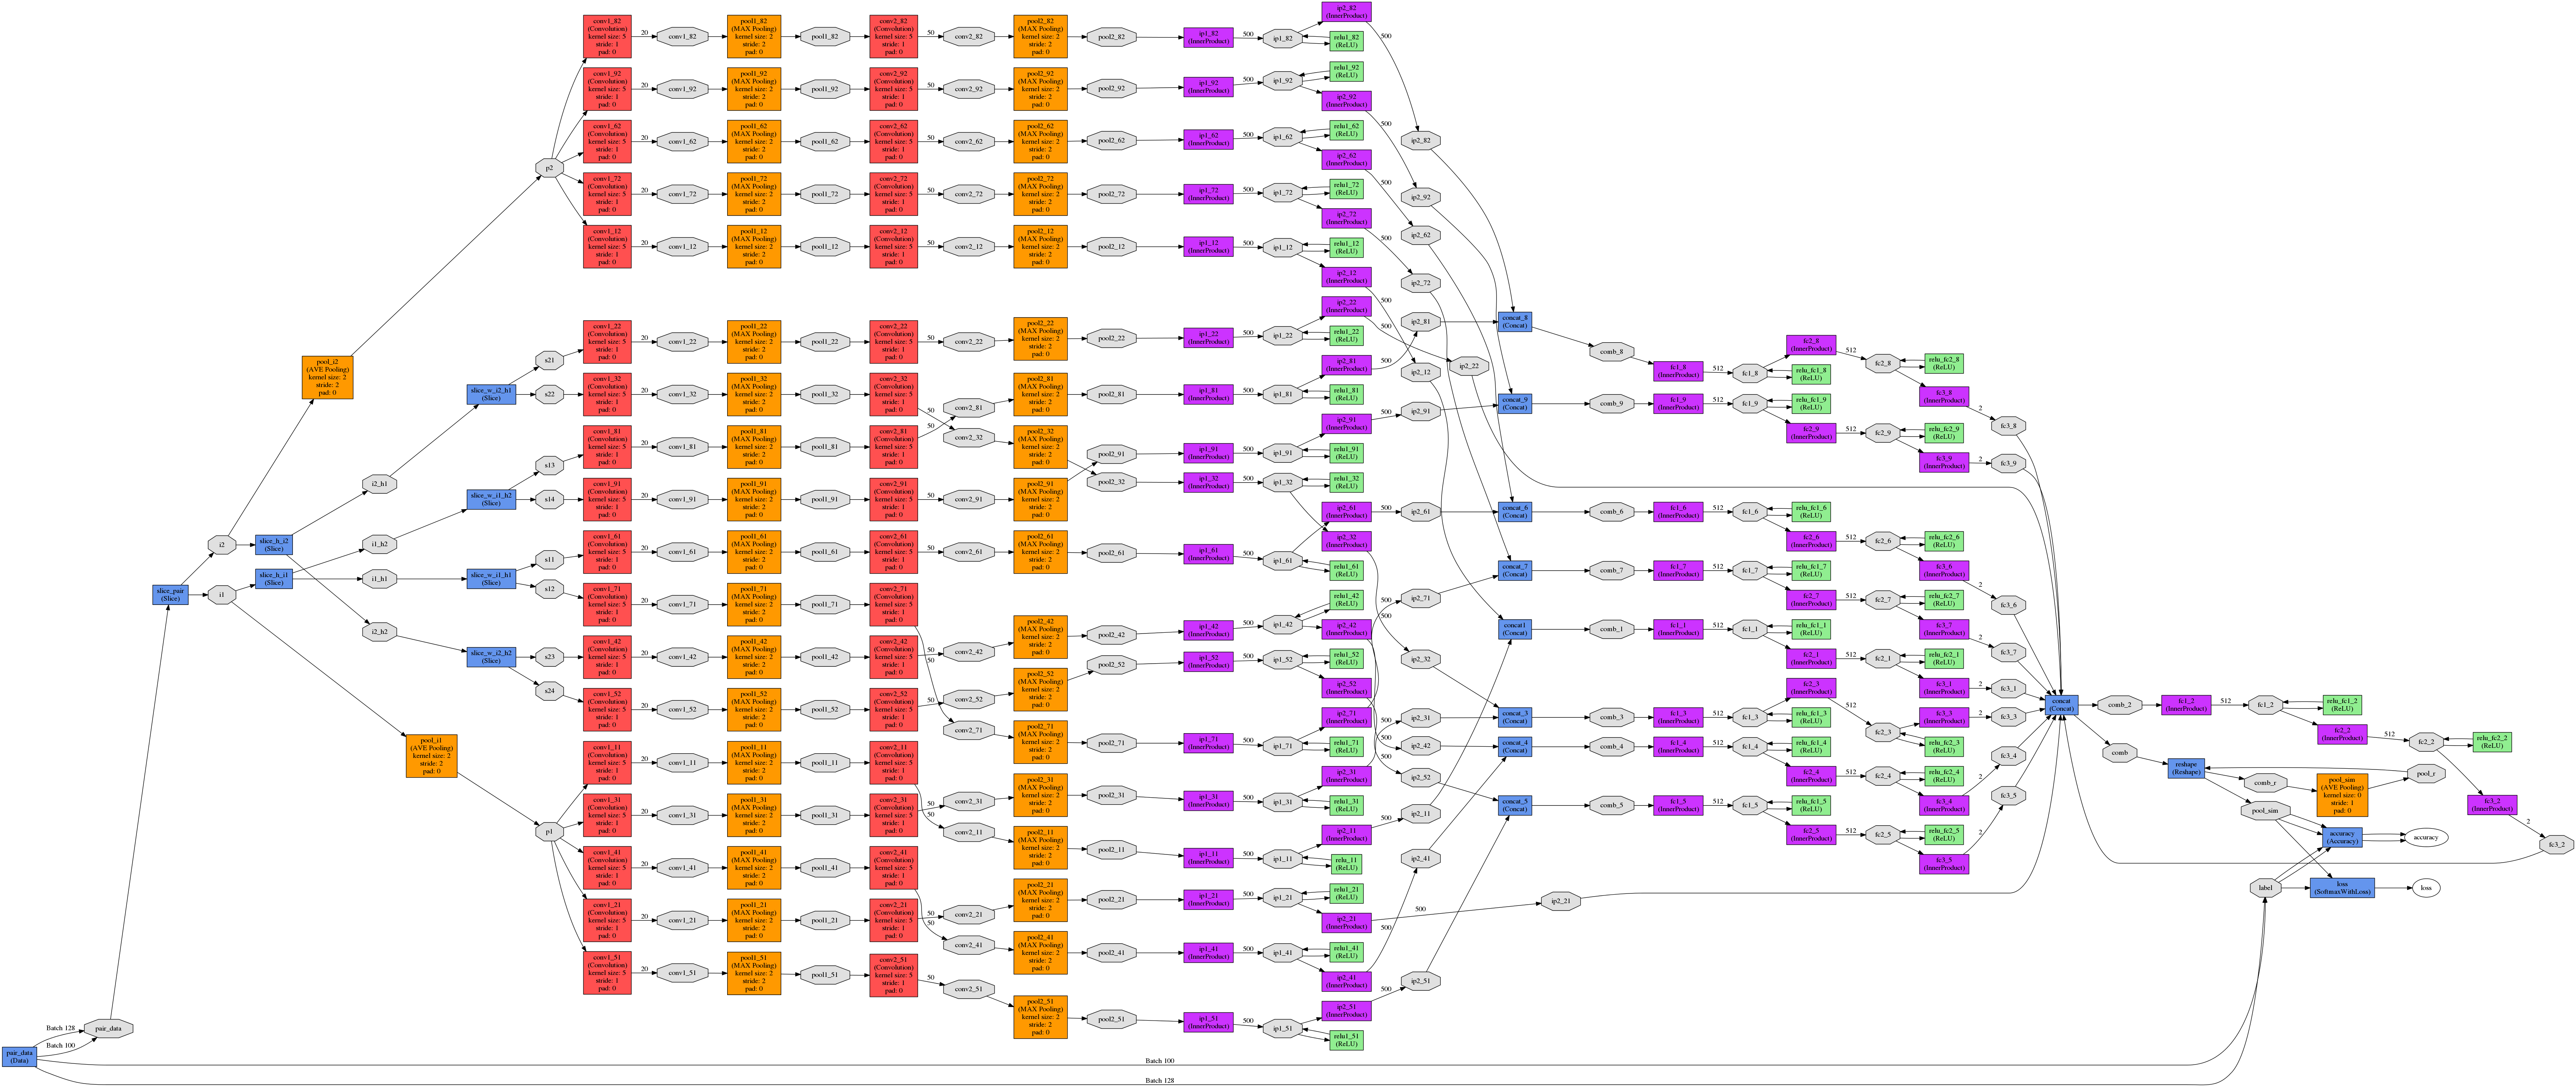 pair_data
(Data)
Batch 128
Batch 100
pair_data
Batch 100
Batch 128
slice_pair
(Slice)
i2
i1
slice_h_i2
(Slice)
slice_h_i1
(Slice)
pool_i2
(AVE Pooling)
kernel size: 2
stride: 2
pad: 0
i2_h1
i1_h2
i1_h1
i2_h2
pool_i1
(AVE Pooling)
kernel size: 2
stride: 2
pad: 0
slice_w_i2_h1
(Slice)
slice_w_i1_h2
(Slice)
slice_w_i1_h1
(Slice)
slice_w_i2_h2
(Slice)
p2
s21
s22
s13
s14
s11
s12
s23
s24
p1
conv1_82
(Convolution)
kernel size: 5
stride: 1
pad: 0
20
conv1_82
pool1_82
(MAX Pooling)
kernel size: 2
stride: 2
pad: 0
pool1_82
conv2_82
(Convolution)
kernel size: 5
stride: 1
pad: 0
50
conv2_82
pool2_82
(MAX Pooling)
kernel size: 2
stride: 2
pad: 0
pool2_82
ip1_82
(InnerProduct)
500
ip1_82
ip2_82
(InnerProduct)
relu1_82
(ReLU)
500
ip2_82
conv1_92
(Convolution)
kernel size: 5
stride: 1
pad: 0
20
conv1_92
pool1_92
(MAX Pooling)
kernel size: 2
stride: 2
pad: 0
pool1_92
conv2_92
(Convolution)
kernel size: 5
stride: 1
pad: 0
50
conv2_92
pool2_92
(MAX Pooling)
kernel size: 2
stride: 2
pad: 0
pool2_92
ip1_92
(InnerProduct)
500
ip1_92
relu1_92
(ReLU)
ip2_92
(InnerProduct)
500
ip2_92
conv1_62
(Convolution)
kernel size: 5
stride: 1
pad: 0
20
conv1_62
pool1_62
(MAX Pooling)
kernel size: 2
stride: 2
pad: 0
pool1_62
conv2_62
(Convolution)
kernel size: 5
stride: 1
pad: 0
50
conv2_62
pool2_62
(MAX Pooling)
kernel size: 2
stride: 2
pad: 0
pool2_62
ip1_62
(InnerProduct)
500
ip1_62
relu1_62
(ReLU)
ip2_62
(InnerProduct)
500
ip2_62
conv1_72
(Convolution)
kernel size: 5
stride: 1
pad: 0
20
conv1_72
pool1_72
(MAX Pooling)
kernel size: 2
stride: 2
pad: 0
pool1_72
conv2_72
(Convolution)
kernel size: 5
stride: 1
pad: 0
50
conv2_72
pool2_72
(MAX Pooling)
kernel size: 2
stride: 2
pad: 0
pool2_72
ip1_72
(InnerProduct)
500
ip1_72
relu1_72
(ReLU)
ip2_72
(InnerProduct)
500
ip2_72
conv1_12
(Convolution)
kernel size: 5
stride: 1
pad: 0
20
conv1_12
pool1_12
(MAX Pooling)
kernel size: 2
stride: 2
pad: 0
pool1_12
conv2_12
(Convolution)
kernel size: 5
stride: 1
pad: 0
50
conv2_12
pool2_12
(MAX Pooling)
kernel size: 2
stride: 2
pad: 0
pool2_12
ip1_12
(InnerProduct)
500
ip1_12
relu1_12
(ReLU)
ip2_12
(InnerProduct)
500
ip2_12
conv1_22
(Convolution)
kernel size: 5
stride: 1
pad: 0
20
conv1_22
pool1_22
(MAX Pooling)
kernel size: 2
stride: 2
pad: 0
pool1_22
conv2_22
(Convolution)
kernel size: 5
stride: 1
pad: 0
50
conv2_22
pool2_22
(MAX Pooling)
kernel size: 2
stride: 2
pad: 0
pool2_22
ip1_22
(InnerProduct)
500
ip1_22
ip2_22
(InnerProduct)
relu1_22
(ReLU)
500
ip2_22
conv1_32
(Convolution)
kernel size: 5
stride: 1
pad: 0
20
conv1_32
pool1_32
(MAX Pooling)
kernel size: 2
stride: 2
pad: 0
pool1_32
conv2_32
(Convolution)
kernel size: 5
stride: 1
pad: 0
50
conv2_32
pool2_32
(MAX Pooling)
kernel size: 2
stride: 2
pad: 0
pool2_32
ip1_32
(InnerProduct)
500
ip1_32
relu1_32
(ReLU)
ip2_32
(InnerProduct)
500
ip2_32
conv1_81
(Convolution)
kernel size: 5
stride: 1
pad: 0
20
conv1_81
pool1_81
(MAX Pooling)
kernel size: 2
stride: 2
pad: 0
pool1_81
conv2_81
(Convolution)
kernel size: 5
stride: 1
pad: 0
50
conv2_81
pool2_81
(MAX Pooling)
kernel size: 2
stride: 2
pad: 0
pool2_81
ip1_81
(InnerProduct)
500
ip1_81
ip2_81
(InnerProduct)
relu1_81
(ReLU)
500
ip2_81
conv1_91
(Convolution)
kernel size: 5
stride: 1
pad: 0
20
conv1_91
pool1_91
(MAX Pooling)
kernel size: 2
stride: 2
pad: 0
pool1_91
conv2_91
(Convolution)
kernel size: 5
stride: 1
pad: 0
50
conv2_91
pool2_91
(MAX Pooling)
kernel size: 2
stride: 2
pad: 0
pool2_91
ip1_91
(InnerProduct)
500
ip1_91
ip2_91
(InnerProduct)
relu1_91
(ReLU)
500
ip2_91
conv1_61
(Convolution)
kernel size: 5
stride: 1
pad: 0
20
conv1_61
pool1_61
(MAX Pooling)
kernel size: 2
stride: 2
pad: 0
pool1_61
conv2_61
(Convolution)
kernel size: 5
stride: 1
pad: 0
50
conv2_61
pool2_61
(MAX Pooling)
kernel size: 2
stride: 2
pad: 0
pool2_61
ip1_61
(InnerProduct)
500
ip1_61
ip2_61
(InnerProduct)
relu1_61
(ReLU)
500
ip2_61
conv1_71
(Convolution)
kernel size: 5
stride: 1
pad: 0
20
conv1_71
pool1_71
(MAX Pooling)
kernel size: 2
stride: 2
pad: 0
pool1_71
conv2_71
(Convolution)
kernel size: 5
stride: 1
pad: 0
50
conv2_71
pool2_71
(MAX Pooling)
kernel size: 2
stride: 2
pad: 0
pool2_71
ip1_71
(InnerProduct)
500
ip1_71
ip2_71
(InnerProduct)
relu1_71
(ReLU)
500
ip2_71
conv1_42
(Convolution)
kernel size: 5
stride: 1
pad: 0
20
conv1_42
pool1_42
(MAX Pooling)
kernel size: 2
stride: 2
pad: 0
pool1_42
conv2_42
(Convolution)
kernel size: 5
stride: 1
pad: 0
50
conv2_42
pool2_42
(MAX Pooling)
kernel size: 2
stride: 2
pad: 0
pool2_42
ip1_42
(InnerProduct)
500
ip1_42
relu1_42
(ReLU)
ip2_42
(InnerProduct)
500
ip2_42
conv1_52
(Convolution)
kernel size: 5
stride: 1
pad: 0
20
conv1_52
pool1_52
(MAX Pooling)
kernel size: 2
stride: 2
pad: 0
pool1_52
conv2_52
(Convolution)
kernel size: 5
stride: 1
pad: 0
50
conv2_52
pool2_52
(MAX Pooling)
kernel size: 2
stride: 2
pad: 0
pool2_52
ip1_52
(InnerProduct)
500
ip1_52
relu1_52
(ReLU)
ip2_52
(InnerProduct)
500
ip2_52
conv1_11
(Convolution)
kernel size: 5
stride: 1
pad: 0
20
conv1_11
pool1_11
(MAX Pooling)
kernel size: 2
stride: 2
pad: 0
pool1_11
conv2_11
(Convolution)
kernel size: 5
stride: 1
pad: 0
50
conv2_11
pool2_11
(MAX Pooling)
kernel size: 2
stride: 2
pad: 0
pool2_11
ip1_11
(InnerProduct)
500
ip1_11
ip2_11
(InnerProduct)
relu_11
(ReLU)
500
ip2_11
conv1_31
(Convolution)
kernel size: 5
stride: 1
pad: 0
20
conv1_31
pool1_31
(MAX Pooling)
kernel size: 2
stride: 2
pad: 0
pool1_31
conv2_31
(Convolution)
kernel size: 5
stride: 1
pad: 0
50
conv2_31
pool2_31
(MAX Pooling)
kernel size: 2
stride: 2
pad: 0
pool2_31
ip1_31
(InnerProduct)
500
ip1_31
ip2_31
(InnerProduct)
relu1_31
(ReLU)
500
ip2_31
conv1_41
(Convolution)
kernel size: 5
stride: 1
pad: 0
20
conv1_41
pool1_41
(MAX Pooling)
kernel size: 2
stride: 2
pad: 0
pool1_41
conv2_41
(Convolution)
kernel size: 5
stride: 1
pad: 0
50
conv2_41
pool2_41
(MAX Pooling)
kernel size: 2
stride: 2
pad: 0
pool2_41
ip1_41
(InnerProduct)
500
ip1_41
relu1_41
(ReLU)
ip2_41
(InnerProduct)
500
ip2_41
conv1_21
(Convolution)
kernel size: 5
stride: 1
pad: 0
20
conv1_21
pool1_21
(MAX Pooling)
kernel size: 2
stride: 2
pad: 0
pool1_21
conv2_21
(Convolution)
kernel size: 5
stride: 1
pad: 0
50
conv2_21
pool2_21
(MAX Pooling)
kernel size: 2
stride: 2
pad: 0
pool2_21
ip1_21
(InnerProduct)
500
ip1_21
relu1_21
(ReLU)
ip2_21
(InnerProduct)
500
ip2_21
conv1_51
(Convolution)
kernel size: 5
stride: 1
pad: 0
20
conv1_51
pool1_51
(MAX Pooling)
kernel size: 2
stride: 2
pad: 0
pool1_51
conv2_51
(Convolution)
kernel size: 5
stride: 1
pad: 0
50
conv2_51
pool2_51
(MAX Pooling)
kernel size: 2
stride: 2
pad: 0
pool2_51
ip1_51
(InnerProduct)
500
ip1_51
ip2_51
(InnerProduct)
relu1_51
(ReLU)
500
ip2_51
concat_8
(Concat)
comb_8
fc1_8
(InnerProduct)
512
fc1_8
fc2_8
(InnerProduct)
relu_fc1_8
(ReLU)
512
fc2_8
relu_fc2_8
(ReLU)
fc3_8
(InnerProduct)
2
fc3_8
concat_9
(Concat)
comb_9
fc1_9
(InnerProduct)
512
fc1_9
relu_fc1_9
(ReLU)
fc2_9
(InnerProduct)
512
fc2_9
relu_fc2_9
(ReLU)
fc3_9
(InnerProduct)
2
fc3_9
concat_6
(Concat)
comb_6
fc1_6
(InnerProduct)
512
fc1_6
relu_fc1_6
(ReLU)
fc2_6
(InnerProduct)
512
fc2_6
relu_fc2_6
(ReLU)
fc3_6
(InnerProduct)
2
fc3_6
concat_7
(Concat)
comb_7
fc1_7
(InnerProduct)
512
fc1_7
relu_fc1_7
(ReLU)
fc2_7
(InnerProduct)
512
fc2_7
relu_fc2_7
(ReLU)
fc3_7
(InnerProduct)
2
fc3_7
concat1
(Concat)
comb_1
fc1_1
(InnerProduct)
512
fc1_1
relu_fc1_1
(ReLU)
fc2_1
(InnerProduct)
512
fc2_1
relu_fc2_1
(ReLU)
fc3_1
(InnerProduct)
2
fc3_1
concat_3
(Concat)
comb_3
fc1_3
(InnerProduct)
512
fc1_3
fc2_3
(InnerProduct)
relu_fc1_3
(ReLU)
512
fc2_3
fc3_3
(InnerProduct)
relu_fc2_3
(ReLU)
2
fc3_3
concat_4
(Concat)
comb_4
fc1_4
(InnerProduct)
512
fc1_4
relu_fc1_4
(ReLU)
fc2_4
(InnerProduct)
512
fc2_4
relu_fc2_4
(ReLU)
fc3_4
(InnerProduct)
2
fc3_4
concat_5
(Concat)
comb_5
fc1_5
(InnerProduct)
512
fc1_5
relu_fc1_5
(ReLU)
fc2_5
(InnerProduct)
512
fc2_5
relu_fc2_5
(ReLU)
fc3_5
(InnerProduct)
2
fc3_5
concat
(Concat)
comb_2
fc1_2
(InnerProduct)
512
fc1_2
relu_fc1_2
(ReLU)
fc2_2
(InnerProduct)
512
fc2_2
relu_fc2_2
(ReLU)
fc3_2
(InnerProduct)
2
fc3_2
comb
reshape
(Reshape)
comb_r
pool_sim
(AVE Pooling)
kernel size: 0
stride: 1
pad: 0
pool_r
pool_sim
accuracy
(Accuracy)
accuracy
label
loss
(SoftmaxWithLoss)
loss